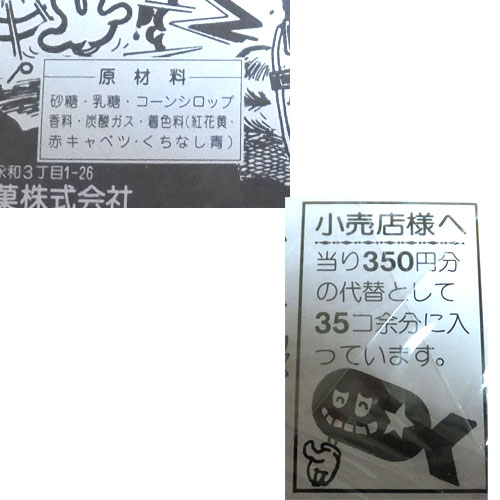 原材料
砂糖・乳糖・コーンシロップ
香料・炭酸ガス・着色料(紅花黄・
赤キャベツ・くちなし青)
永和3丁目1-26
菓株式会社
小売店様へ
当り350円分
の代替として
35コ余分に入
っています。